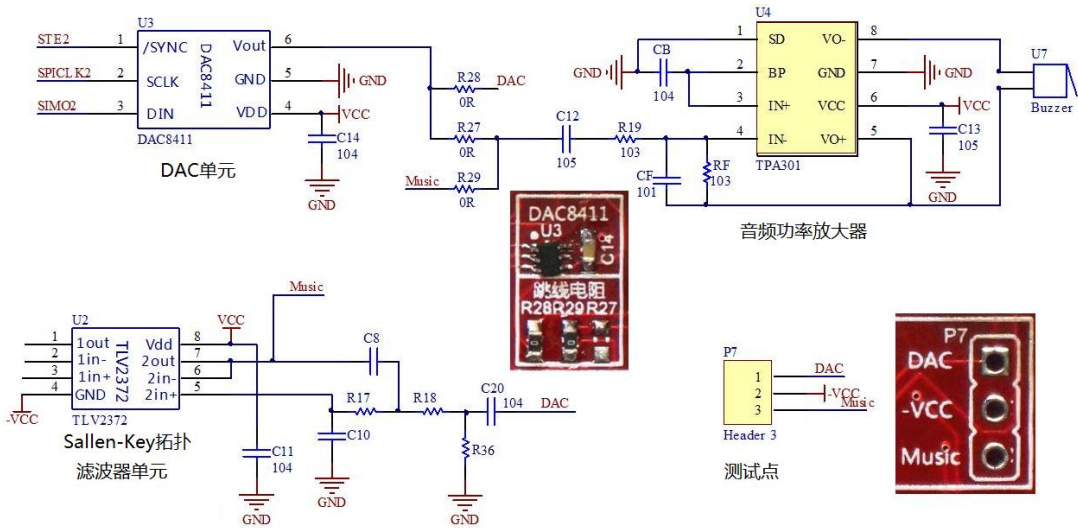 U3
STE2
1
/SYNC
Vout
6
SPICLK2
2
SCLK
GND
5
GND
SIMO2
3
DIN
VDD
4
VCC
DAC8411
DAC8411
C14
104
GND
DAC单元
R28
DAC
0R
R27
0R
Music
R29
0R
C12
105
R19
103
CF
101
RF
103
U4
1
SD
VO-
8
GND
CB
104
2
BP
GND
7
GND
3
IN+
VCC
6
VCC
4
IN-
VO+
5
TPA301
C13
105
GND
U7
Buzzer
音频功率放大器
DAC8411
U3
C14
跳线电阻
R28R29 R27
Music
U2
VCC
1
1out
Vdd
8
2
1in-
2out
7
3
1in+
2in-
6
4
GND
2in+
5
TLV2372
-VCC
TLV2372
Sallen-Key拓扑
滤波器单元
C11
104
GND
C8
R17
R18
C20
104
DAC
C10
GND
R36
GND
P7
1
DAC
2
-VCC
3
Music
Header 3
测试点
P7
DAC
-VCC
Music